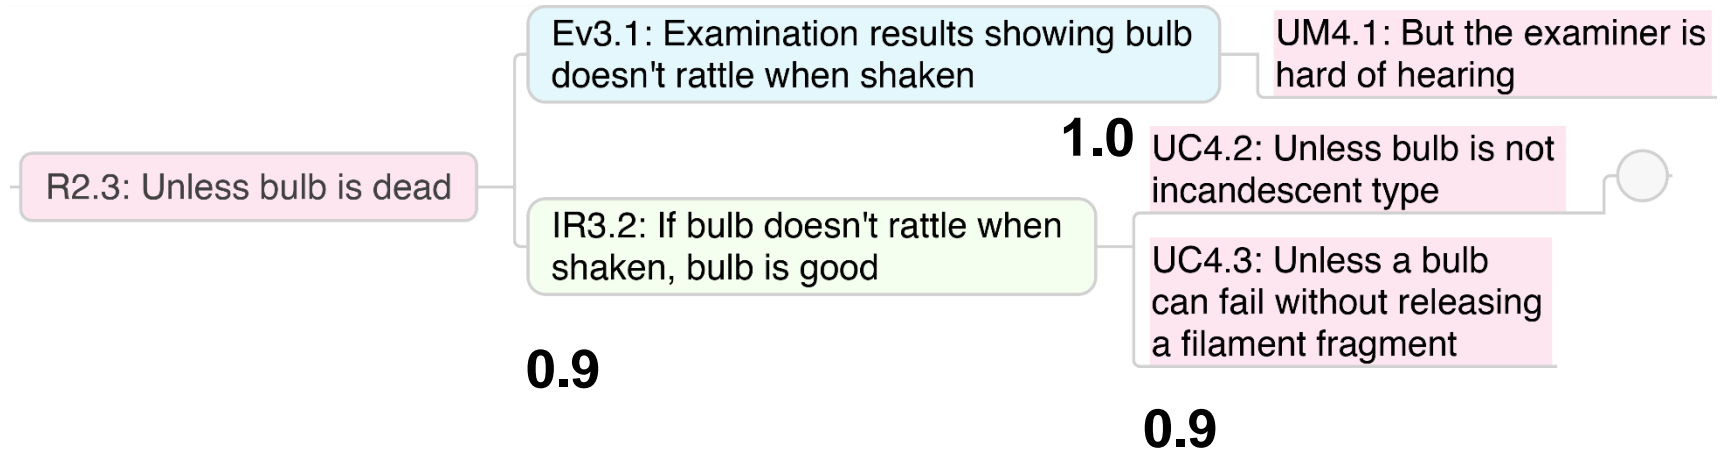 R2.3: Unless bulb is dead
Ev3.1: Examination results showing bulb
doesn't rattle when shaken
UM4.1: But the examiner is
hard of hearing
1.0
IR3.2: If bulb doesn't rattle when
shaken, bulb is good
UC4.2: Unless bulb is not
incandescent type
UC4.3: Unless a bulb
can fail without releasing
a filament fragment
0.9
0.9